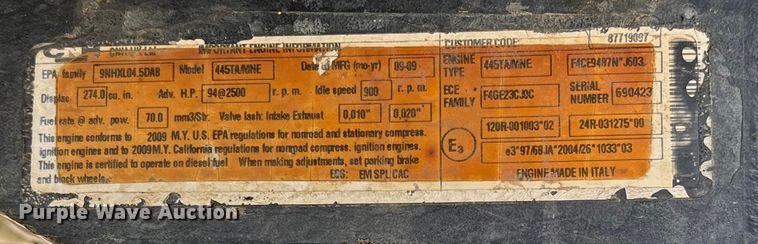 IMPORTANT ENGINE INFORMATION
CUSTOMER CODE: 87719097
EPA family 9NHXL04.5DAB Model 445TA/MNE Date of MFG (mo-yr) 09-09
ENGINE TYPE 445TA/MNE F4CE9487N*J603
Displac 274.0 cu. in. Adv. H.P. 94@2500 r. p. m. Idle speed 900 r. p. m.
ECE FAMILY F4GE23CJ0C SERIAL NUMBER 690423
Fuel rate @ adv. pow. 70.0 mm3/Str. Valve lash: Intake Exhaust 0,010" 0,020"
120R-001003*02 24R-031275*00
This engine conforms to 2009 M.Y. U.S. EPA regulations for nonroad and stationary compress.
ignition engines and to 2009M.Y. California regulations for nonroad compress. ignition engines.
E3 e3*97/68JA*2004/26*1033*03
This engine is certified to operate on diesel fuel When making adjustments, set parking brake
and block wheels. ECS: EM SPL CAC
ENGINE MADE IN ITALY
Purple Wave Auction